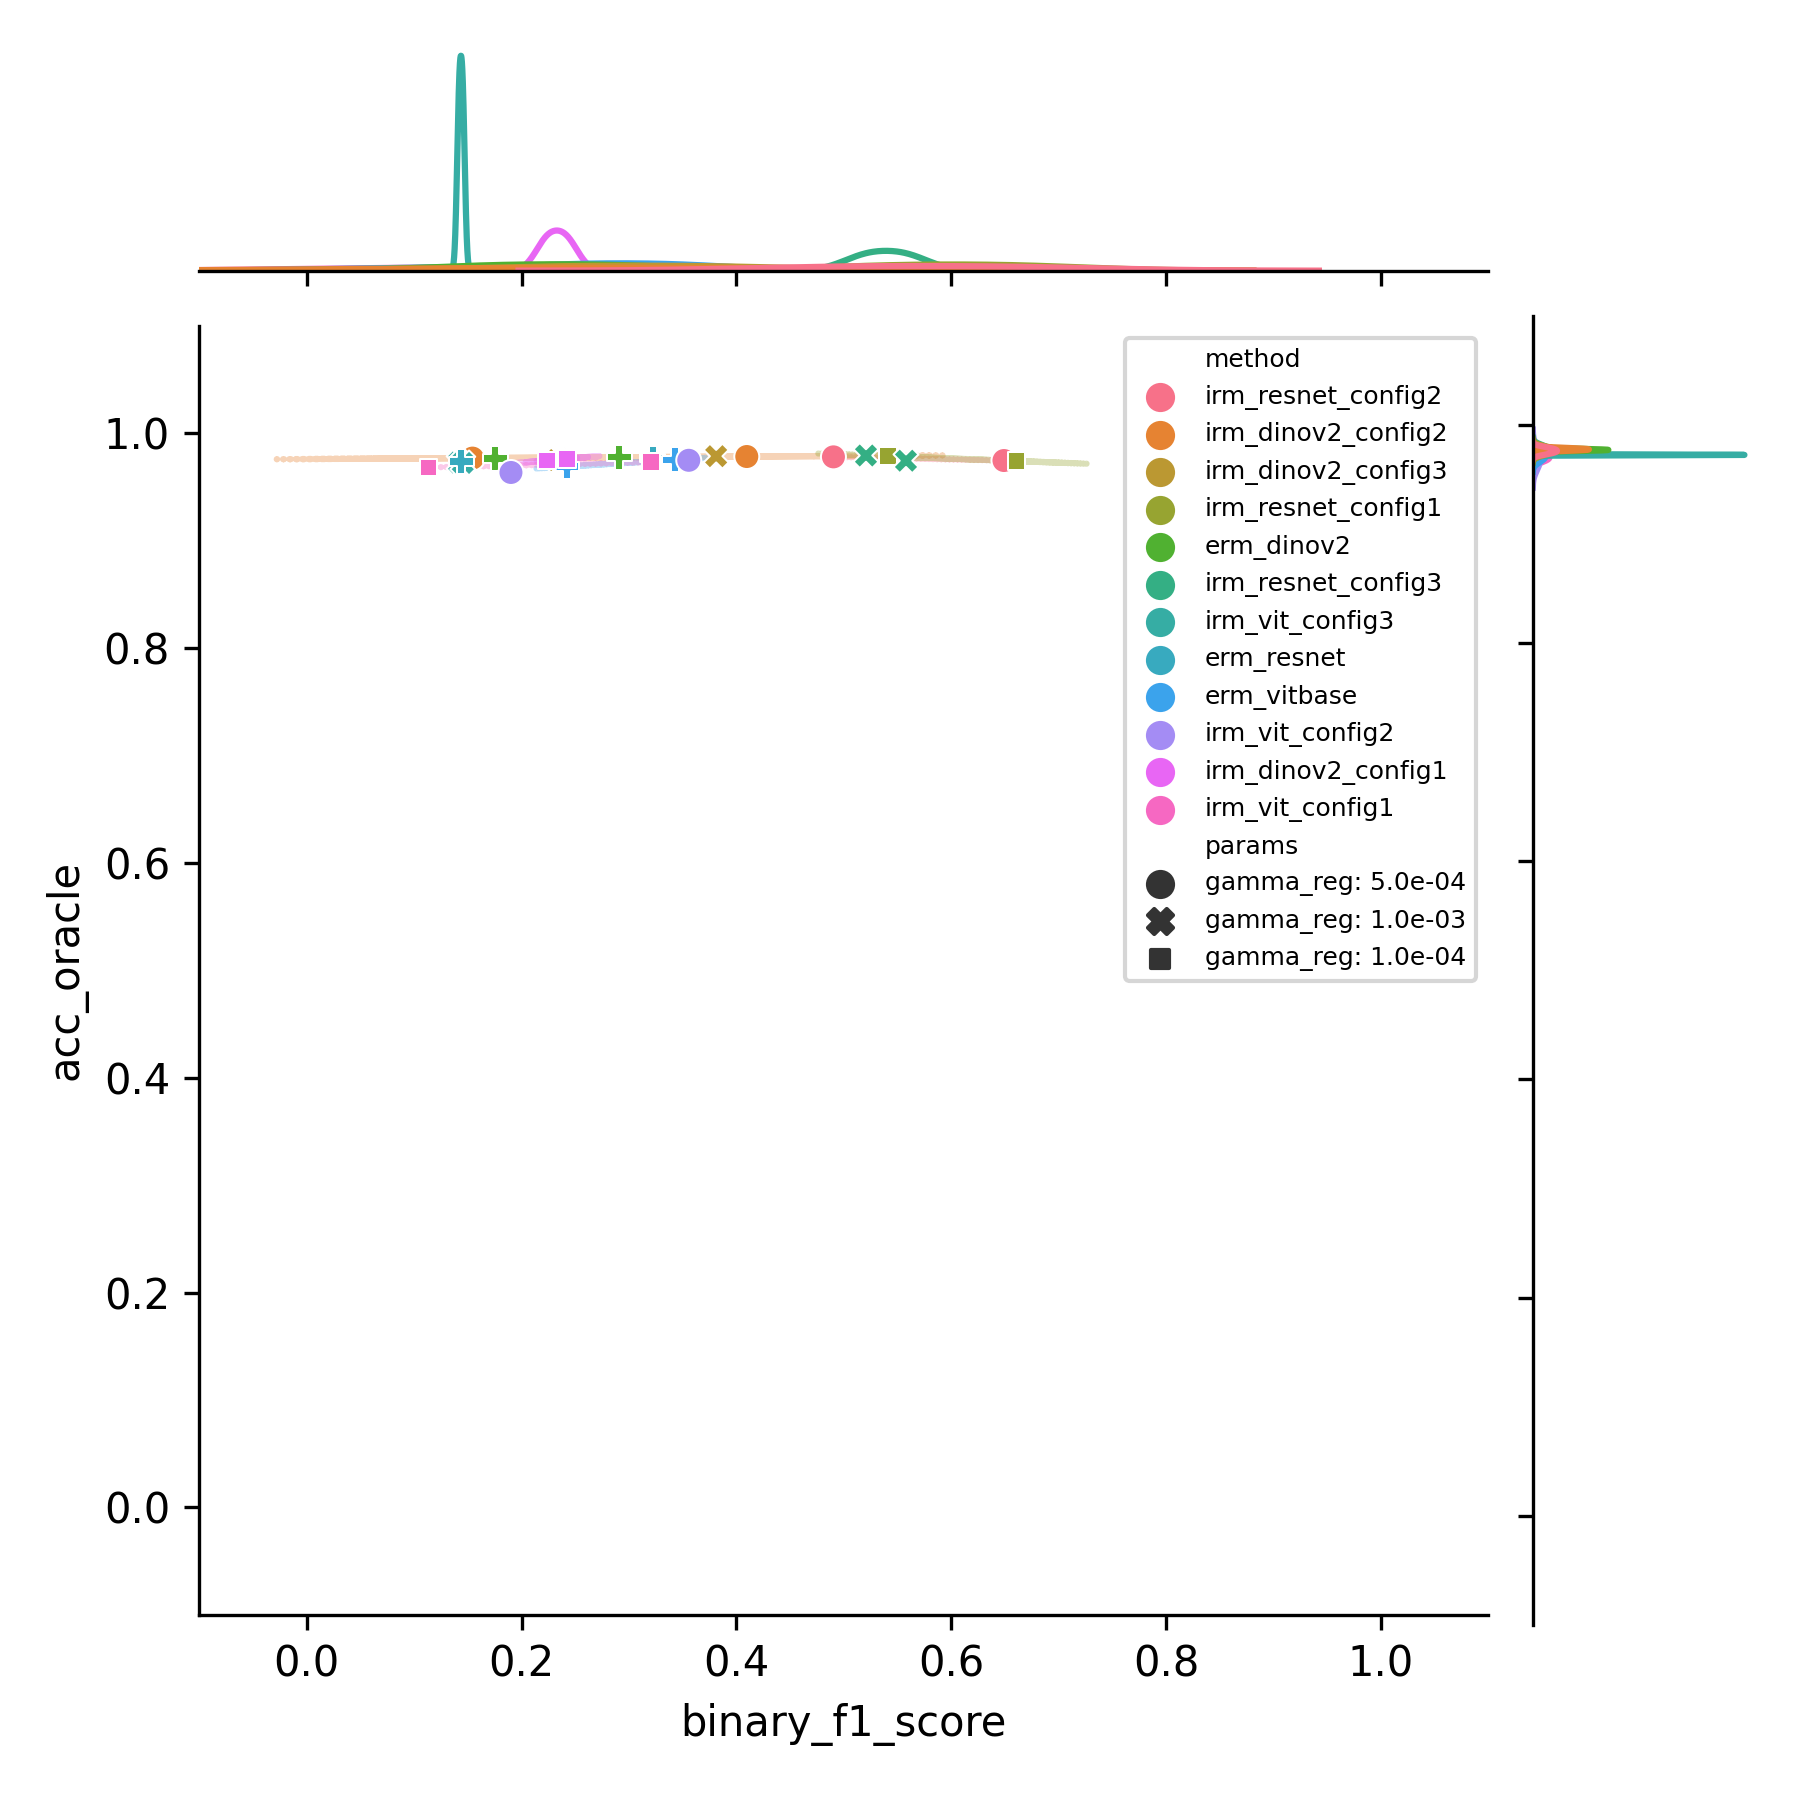 method
irm_resnet_config2
irm_dinov2_config2
irm_dinov2_config3
irm_resnet_config1
erm_dinov2
irm_resnet_config3
irm_vit_config3
erm_resnet
erm_vitbase
irm_vit_config2
irm_dinov2_config1
irm_vit_config1
params
gamma_reg: 5.0e-04
gamma_reg: 1.0e-03
gamma_reg: 1.0e-04
1.0
0.8
0.6
0.4
0.2
0.0
acc_oracle
0.0 0.2 0.4 0.6 0.8 1.0
binary_f1_score